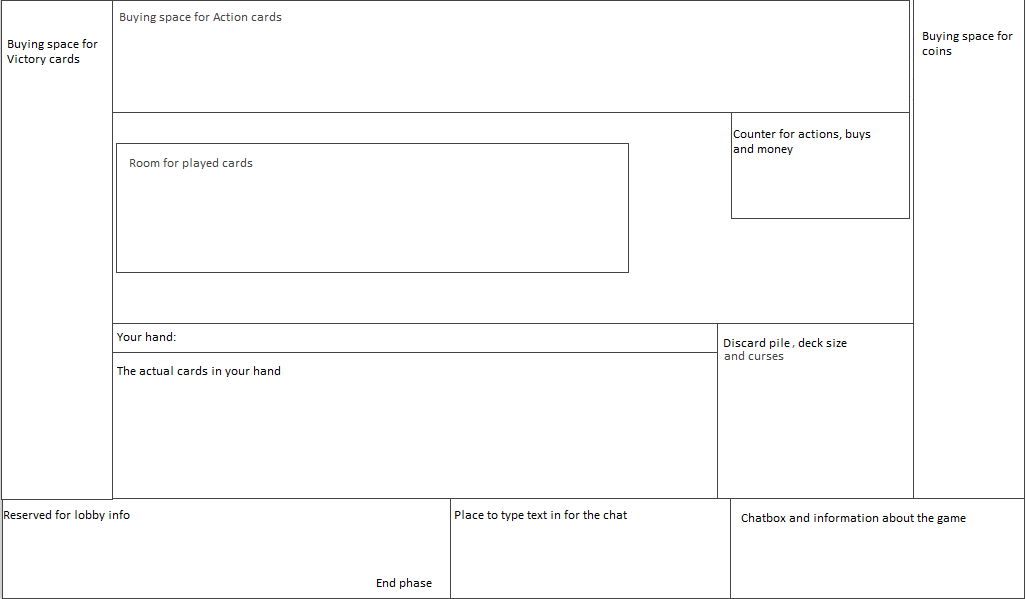 Buying space for Action cards
Buying space for
Victory cards
Buying space for
coins
Counter for actions, buys
and money
Room for played cards
Your hand:
Discard pile, deck size
and curses
The actual cards in your hand
Reserved for lobby info
Place to type text in for the chat
Chatbox and information about the game
End phase